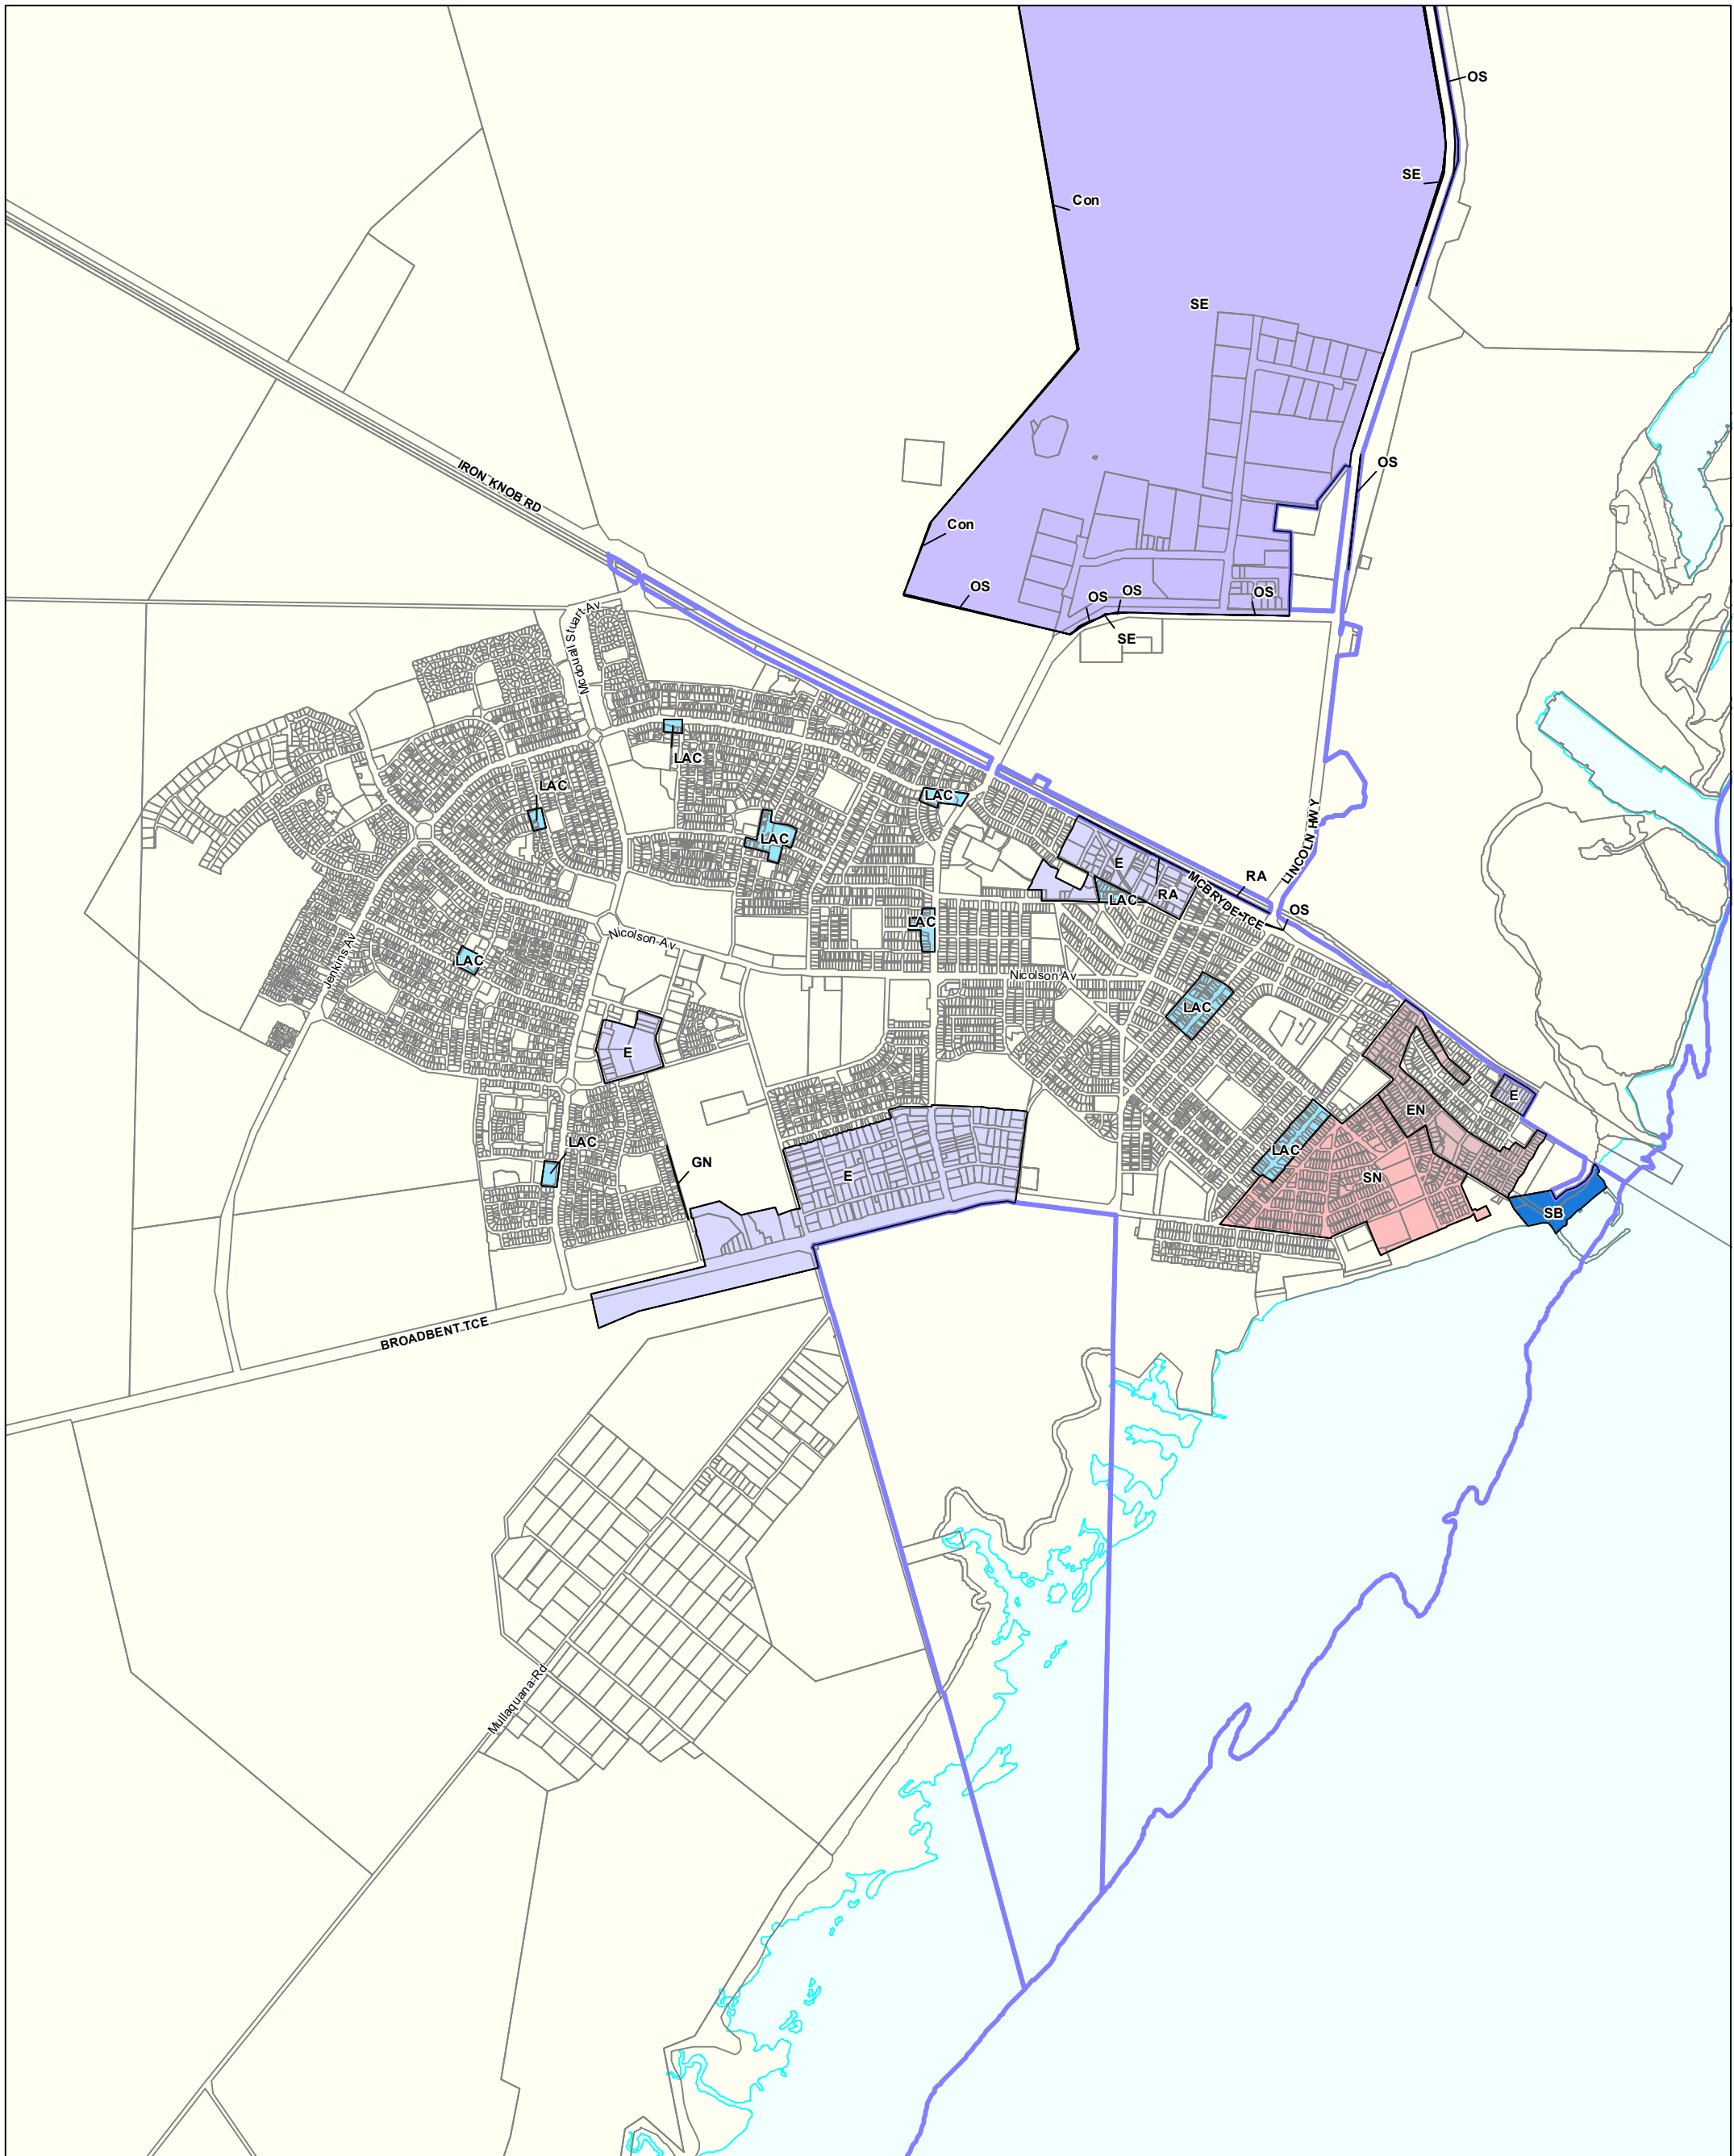 OS
SE
Con
SE
OS
IRON KNOB RD
Con
OS
OS
OS
OS
SE
Mcdouall Stuart Av
LAC
LAC
LAC
LINCOLN HWY
LAC
E
RA
RA
MCBRYDE TCE
LAC
OS
LAC
Nicolson Av
Jenkins Av
LAC
Nicolson Av
LAC
E
E
EN
LAC
LAC
GN
E
SN
SB
BROADBENT TCE
Mullaquana Rd